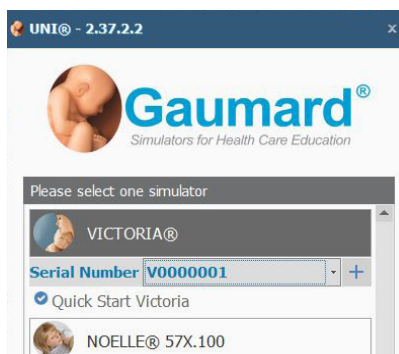 UNI® - 2.37.2.2 x
Gaumard®
Simulators for Health Care Education
Please select one simulator
VICTORIA®
Serial Number V0000001 +
Quick Start Victoria
NOELLE® 57X.100